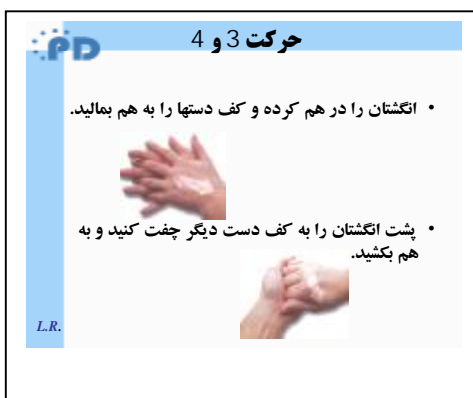 PD
حرکت 3 و 4
• انگشتان را در هم کرده و کف دستها را به هم بمالید.
• پشت انگشتان را به کف دست دیگر چفت کنید و به
هم بکشید.
L.R.